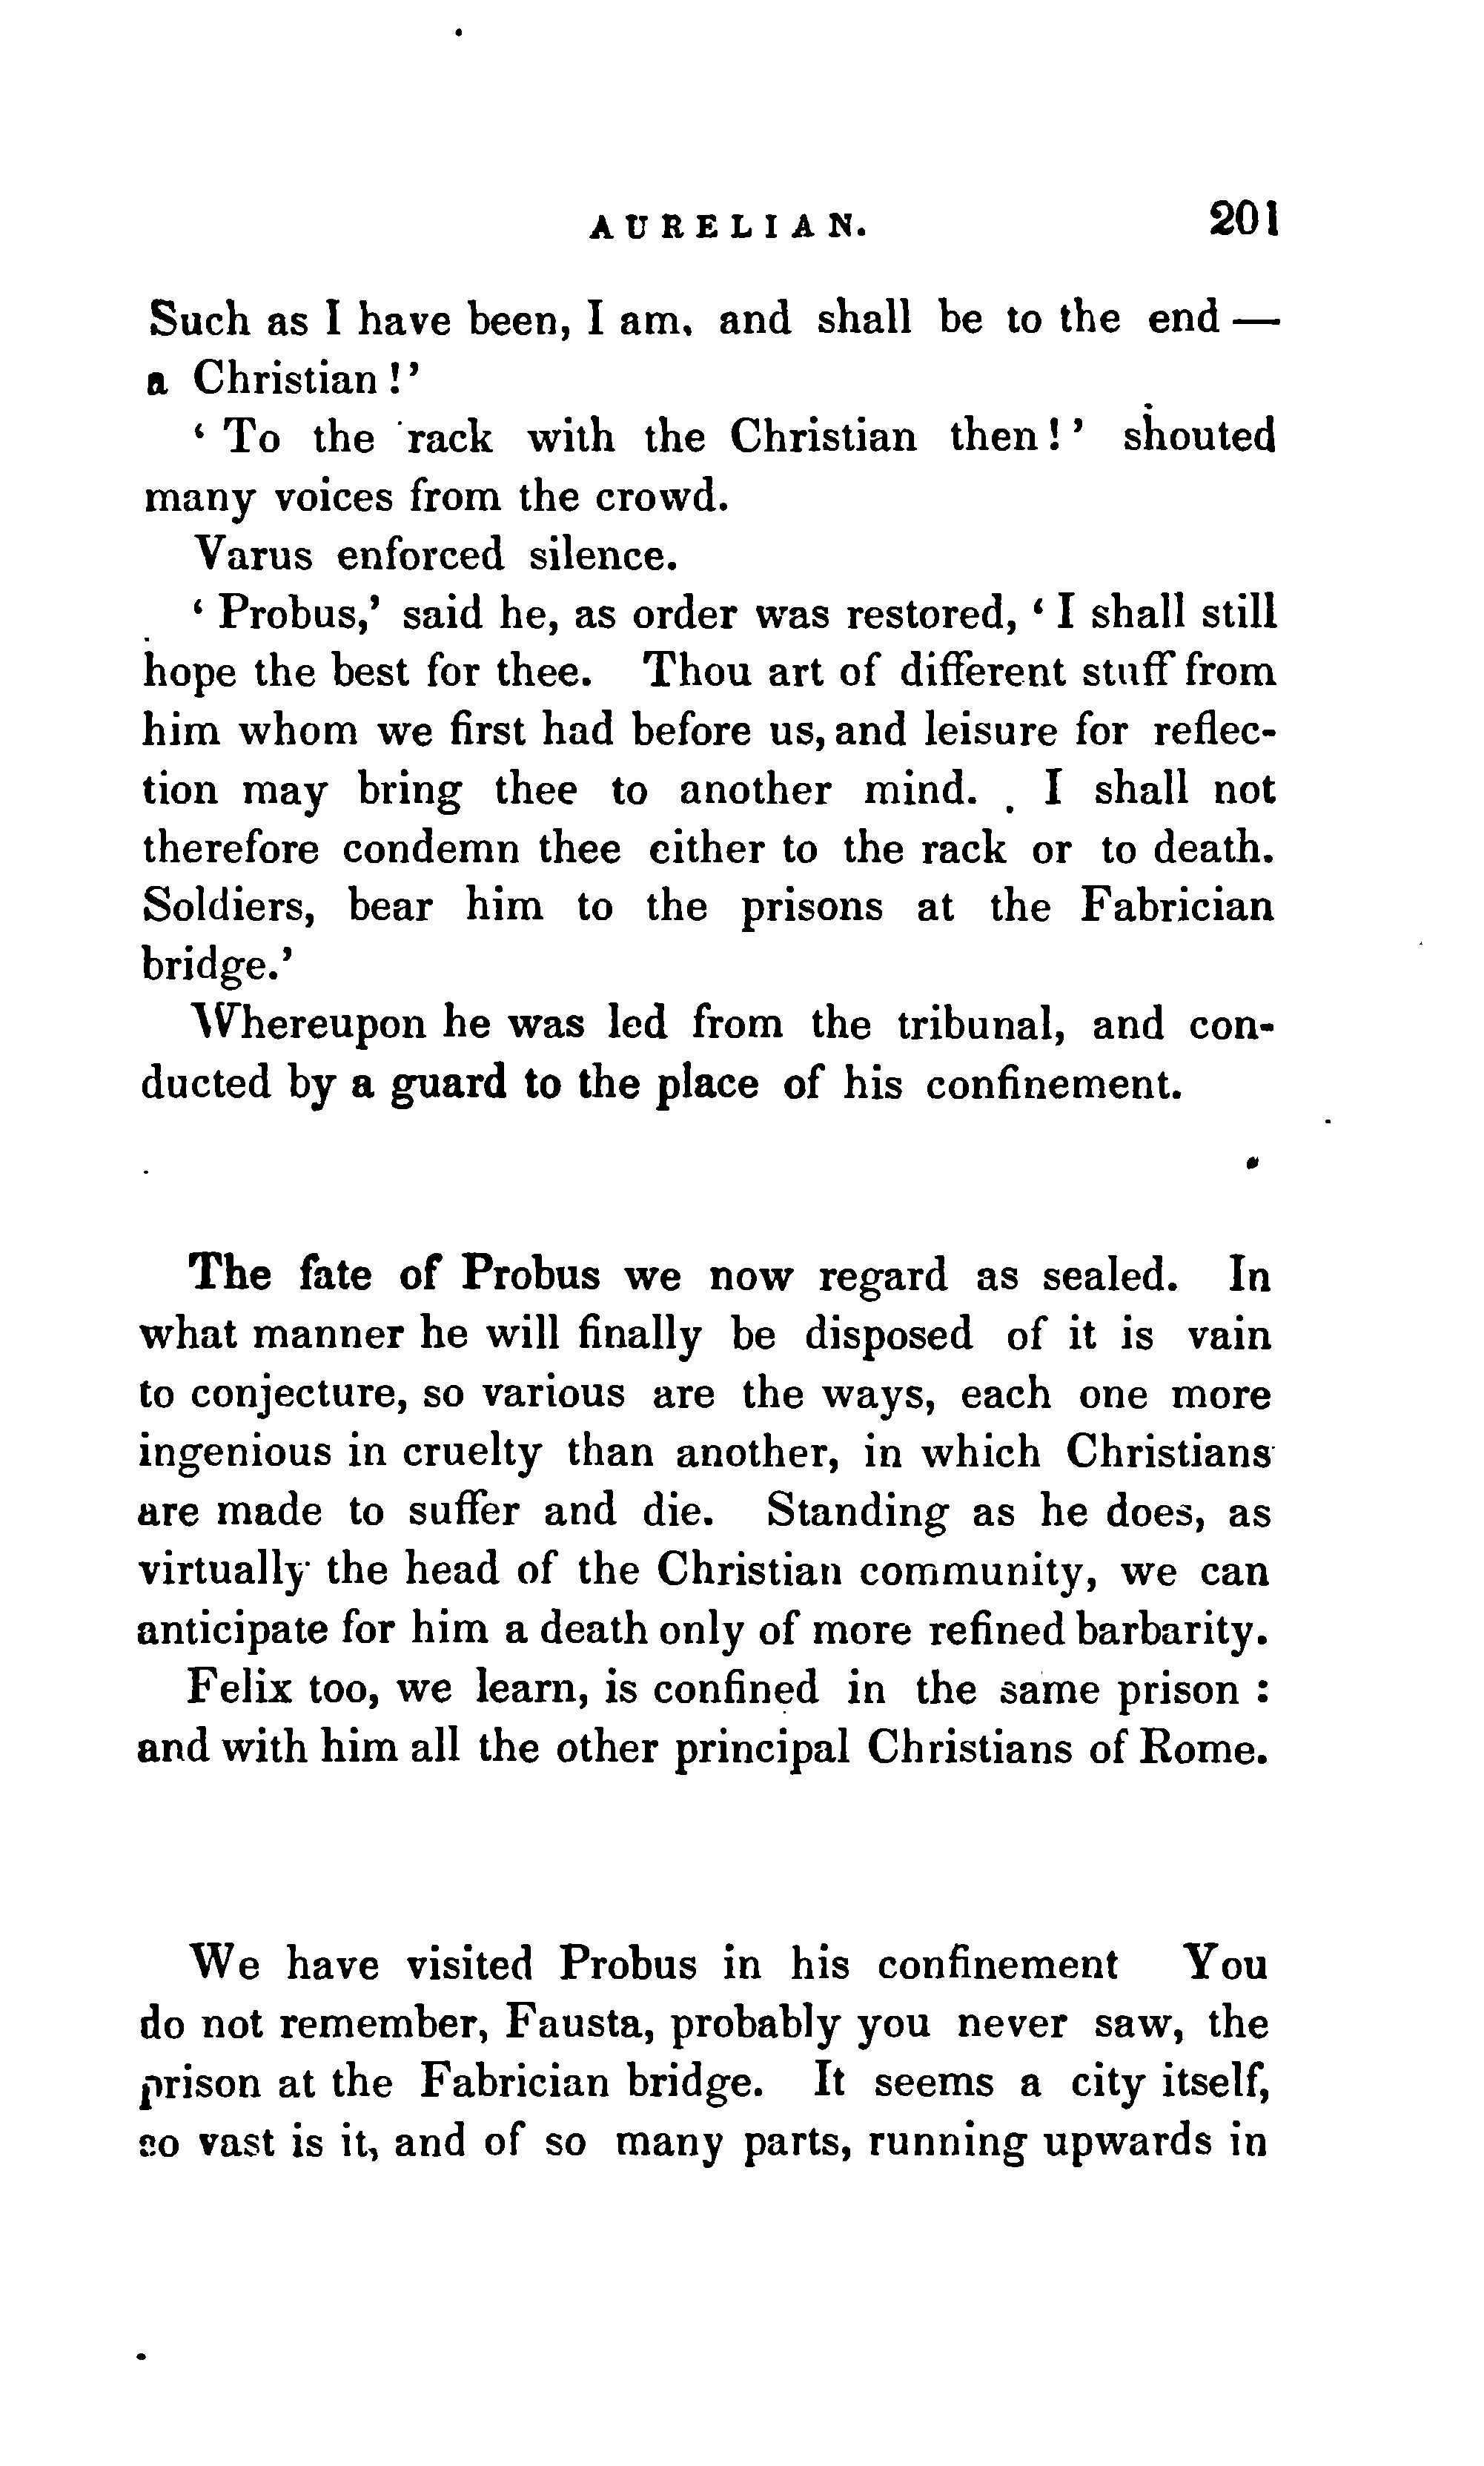 AURELIAN. 201
Such as I have been, I am, and shall be to the end —
a Christian!'
' To the rack with the Christian then!' shouted
many voices from the crowd.
Varus enforced silence.
' Probus,' said he, as order was restored, ' I shall still
hope the best for thee. Thou art of different stuff from
him whom we first had before us, and leisure for reflec-
tion may bring thee to another mind. I shall not
therefore condemn thee either to the rack or to death.
Soldiers, bear him to the prisons at the Fabrician
bridge.'
Whereupon he was led from the tribunal, and con-
ducted by a guard to the place of his confinement.
The fate of Probus we now regard as sealed. In
what manner he will finally be disposed of it is vain
to conjecture, so various are the ways, each one more
ingenious in cruelty than another, in which Christians
are made to suffer and die. Standing as he does, as
virtually the head of the Christian community, we can
anticipate for him a death only of more refined barbarity.
Felix too, we learn, is confined in the same prison :
and with him all the other principal Christians of Rome.
We have visited Probus in his confinement You
do not remember, Fausta, probably you never saw, the
prison at the Fabrician bridge. It seems a city itself,
so vast is it, and of so many parts, running upwards in